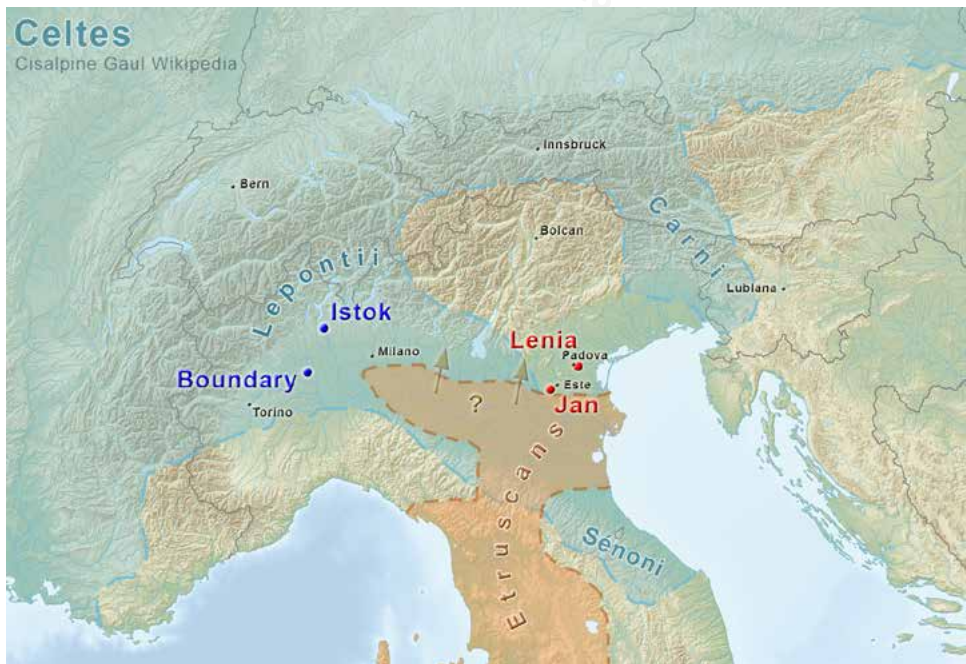 Celtes
Cisalpine Gaul Wikipedia
Innsbruck
Bern
Carni
Bolcan
Lepontii
Lubiana
Istok
Lenia
Milano
Padova
Boundary
Este
Jan
?
Torino
Etruscans
Sénoni